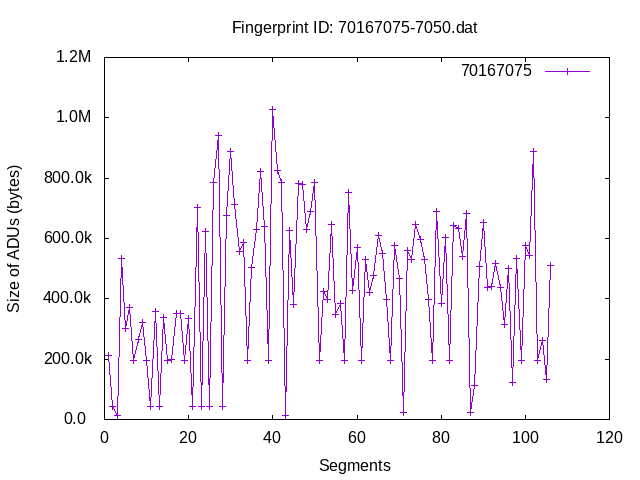 Fingerprint ID: 70167075-7050.dat
70167075
1.2M
1.0M
800.0k
600.0k
400.0k
200.0k
0.0
Size of ADUs (bytes)
0 20 40 60 80 100 120
Segments